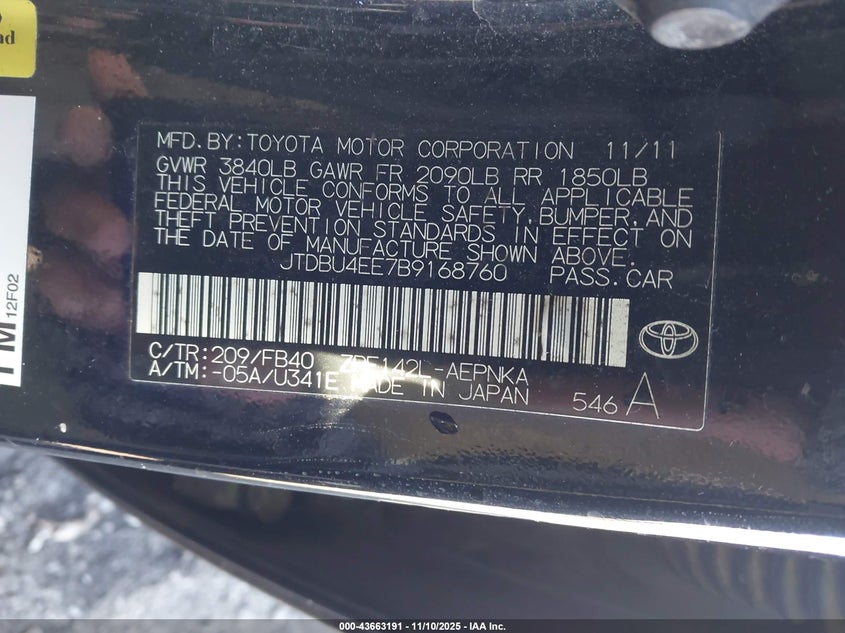 d
TM
12F02
MFD. BY: TOYOTA MOTOR CORPORATION 11/11
GVWR 3840LB GAWR FR 2090LB RR 1850LB
THIS VEHICLE CONFORMS TO ALL APPLICABLE
FEDERAL MOTOR VEHICLE SAFETY, BUMPER, AND
THEFT PREVENTION STANDARDS IN EFFECT ON
THE DATE OF MANUFACTURE SHOWN ABOVE.
JTDBU4EE7B9168760 PASS. CAR
C/TR: 209/FB40 ZRE142L-AEPNKA
A/TM: -05A/U341E MADE IN JAPAN 546 A
000-43663191 - 11/10/2025 - IAA Inc.